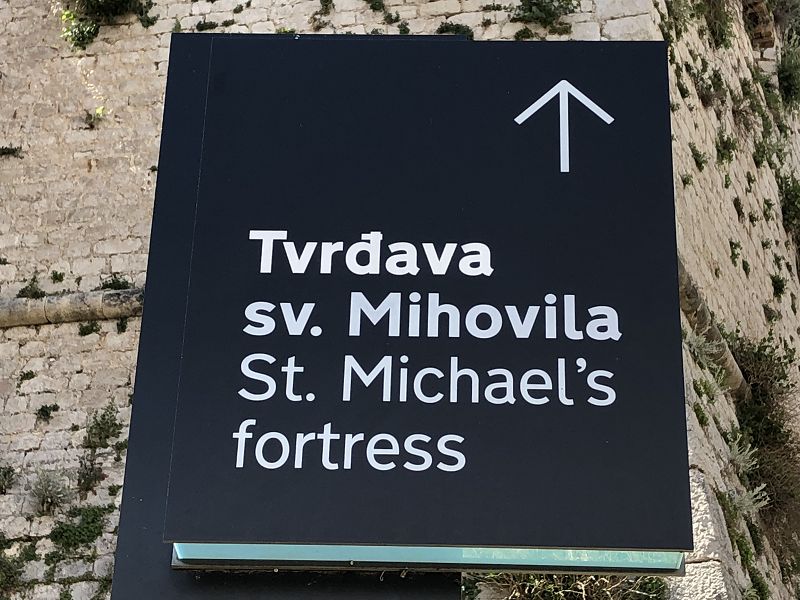 Tvrđava
sv. Mihovila
St. Michael's
fortress